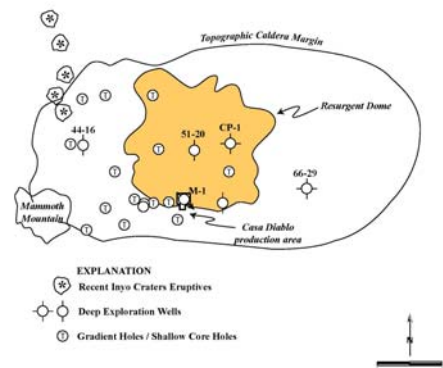 Topographic Caldera Margin
Resurgent Dome
44-16
51-20
CP-1
66-29
M-1
Mammoth
Mountain
Casa Diablo
production area
EXPLANATION
Recent Inyo Craters Eruptives
Deep Exploration Wells
T Gradient Holes / Shallow Core Holes
N